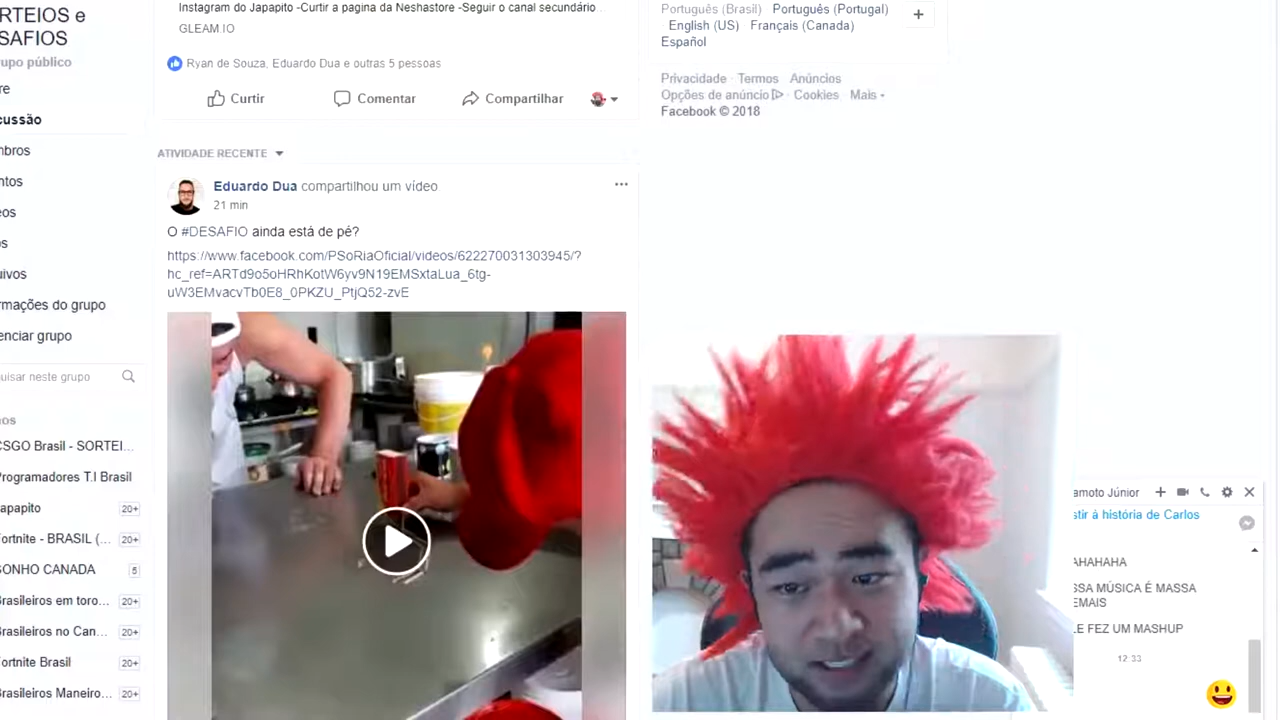 RTEIOS e
SAFIOS
upo público
re
cussão
mbros
ntos
eos
os
uivos
rmações do grupo
enciar grupo
uisar neste grupo
os
CSGO Brasil - SORTEI...
Programadores T.I Brasil
apapito 20+
Fortnite - BRASIL (... 20+
SONHO CANADA 5
Brasileiros em toro... 20+
Brasileiros no Can... 20+
Fortnite Brasil 20+
Brasileiros Maneiro... 20+
Instagram do Japapito -Curtir a pagina da Neshastore -Seguir o canal secundário...
GLEAM.IO
Ryan de Souza, Eduardo Dua e outras 5 pessoas
Curtir Comentar Compartilhar
ATIVIDADE RECENTE
Eduardo Dua compartilhou um vídeo
21 min
O #DESAFIO ainda está de pé?
https://www.facebook.com/PSoRiaOficial/videos/622270031303945/?
hc_ref=ARTd9o5oHRhKotW6yv9N19EMSxtaLua_6tg-
uW3EMvacvTb0E8_0PKZU_PtjQ52-zvE
Português (Brasil) · Português (Portugal)
· English (US) · Français (Canada) ·
Español
Privacidade · Termos · Anúncios ·
Opções de anúncio · Cookies · Mais
Facebook © 2018
amoto Júnior
stir à história de Carlos
AHAHAHA
SSA MÚSICA É MASSA
EMAIS
LE FEZ UM MASHUP
12:33